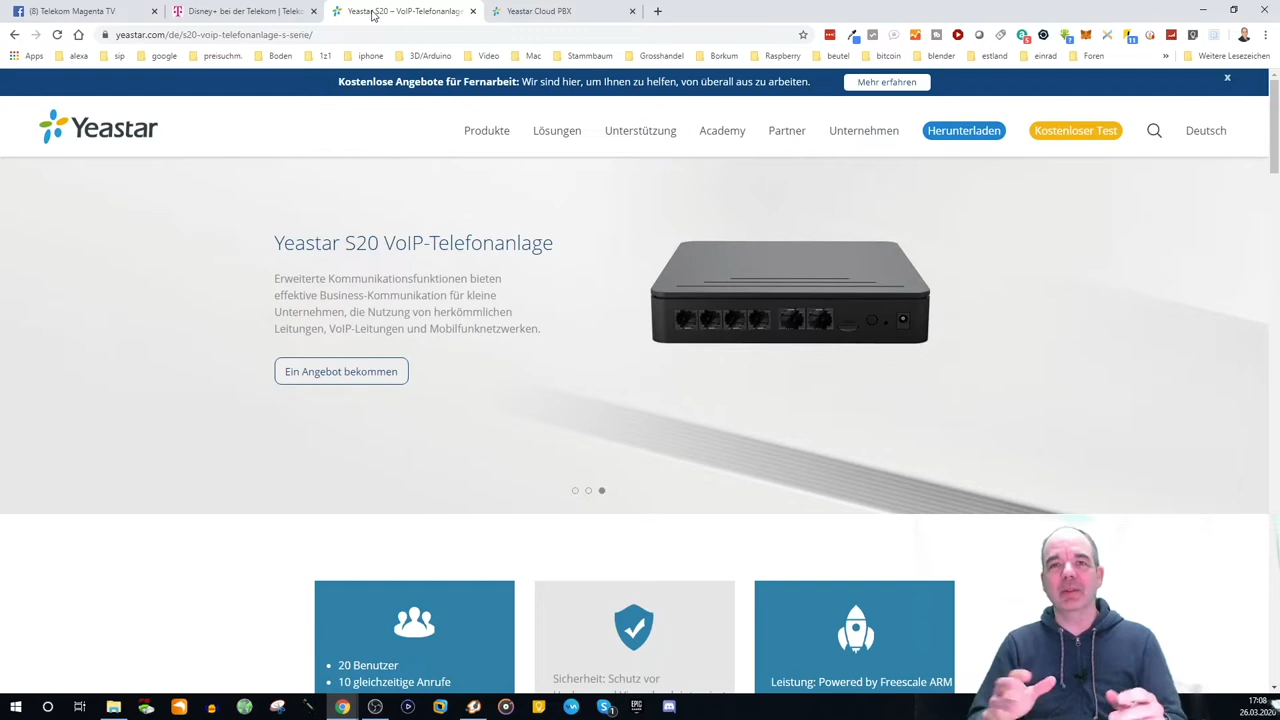 (8) Telekom Magenta TV
Disney+ bei der Telekom | Teleko
Yeastar S20 – VoIP-Telefonanlage
Yeastar Cloud PBX
yeastar.com/de/s20-voip-telefonanlage-s-serie/
Apps alexa sip google preisuchm. Boden 1z1 iphone 3D/Arduino Video Mac Stammbaum Grosshandel Borkum Raspberry beutel bitcoin blender estland einrad Foren » Weitere Lesezeichen
Kostenlose Angebote für Fernarbeit: Wir sind hier, um Ihnen zu helfen, von überall aus zu arbeiten. Mehr erfahren x
Yeastar
Produkte Lösungen Unterstützung Academy Partner Unternehmen Herunterladen Kostenloser Test Deutsch
Yeastar S20 VoIP-Telefonanlage
Erweiterte Kommunikationsfunktionen bieten
effektive Business-Kommunikation für kleine
Unternehmen, die Nutzung von herkömmlichen
Leitungen, VoIP-Leitungen und Mobilfunknetzwerken.
Ein Angebot bekommen
20 Benutzer
10 gleichzeitige Anrufe
Sicherheit: Schutz vor
Leistung: Powered by Freescale ARM
17:08
26.03.2020